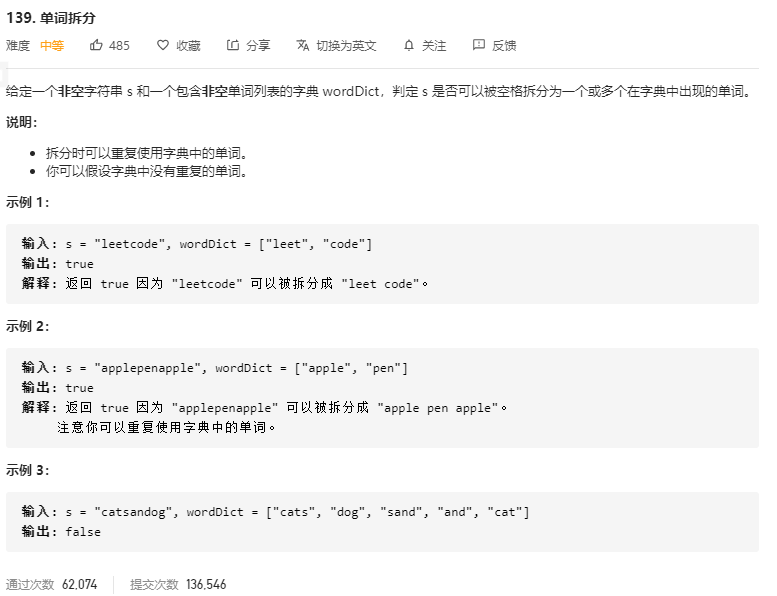 139. 单词拆分
难度 中等 485 收藏 分享 切换为英文 关注 反馈
给定一个非空字符串 s 和一个包含非空单词列表的字典 wordDict，判定 s 是否可以被空格拆分为一个或多个在字典中出现的单词。
说明：
拆分时可以重复使用字典中的单词。
你可以假设字典中没有重复的单词。
示例 1：
输入: s = "leetcode", wordDict = ["leet", "code"]
输出: true
解释: 返回 true 因为 "leetcode" 可以被拆分成 "leet code"。
示例 2：
输入: s = "applepenapple", wordDict = ["apple", "pen"]
输出: true
解释: 返回 true 因为 "applepenapple" 可以被拆分成 "apple pen apple"。
注意你可以重复使用字典中的单词。
示例 3：
输入: s = "catsandog", wordDict = ["cats", "dog", "sand", "and", "cat"]
输出: false
通过次数 62,074 提交次数 136,546